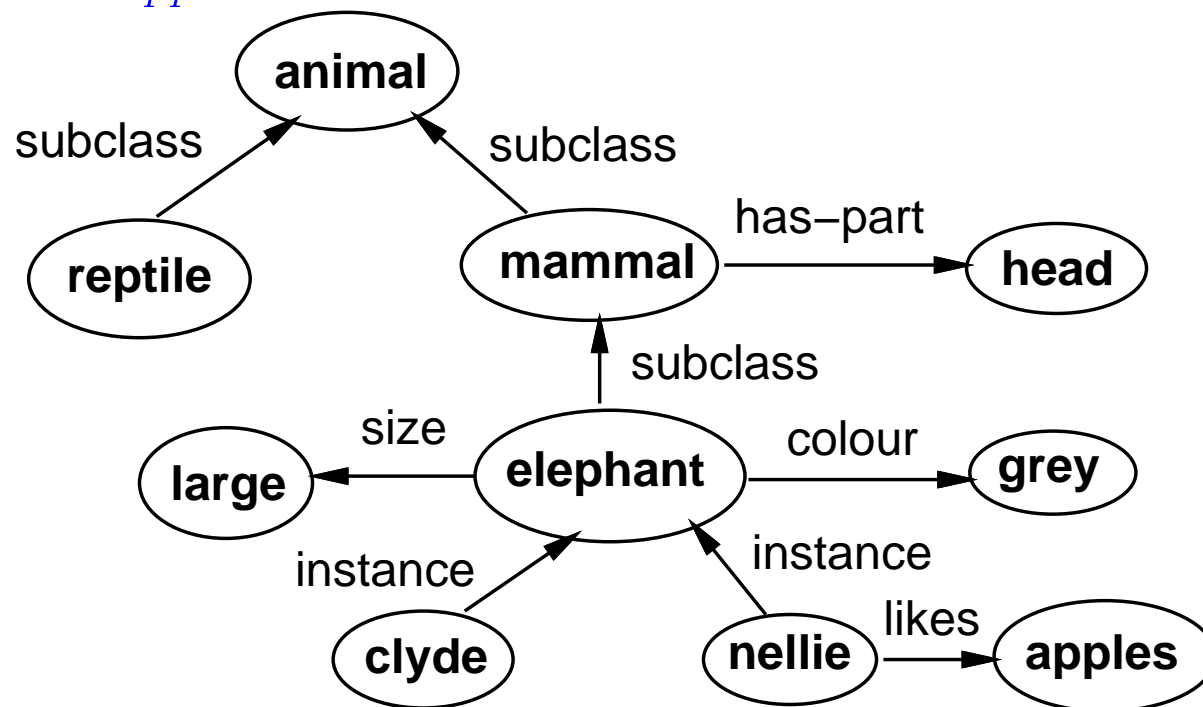 animal
subclass
subclass
has–part
reptile
mammal
head
subclass
size
colour
large
elephant
grey
instance
instance
likes
clyde
nellie
apples